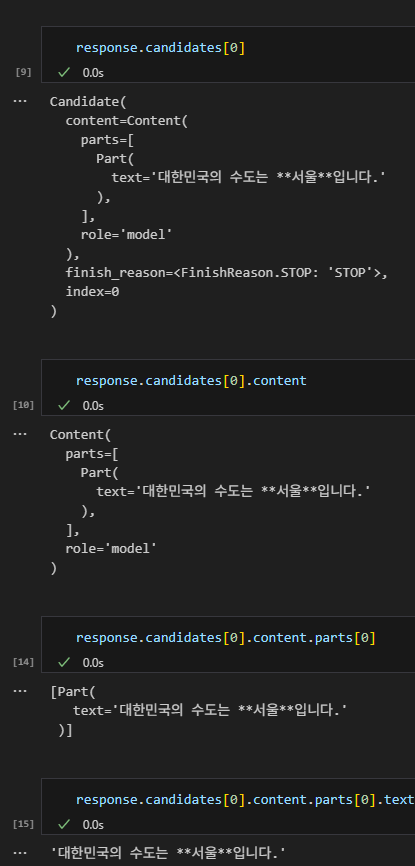 response.candidates[0]
[9]
✓ 0.0s
... Candidate(
  content=Content(
    parts=[
      Part(
        text='대한민국의 수도는 **서울**입니다.'
      ),
    ],
    role='model'
  ),
  finish_reason=<FinishReason.STOP: 'STOP'>,
  index=0
)
response.candidates[0].content
[10]
✓ 0.0s
... Content(
  parts=[
    Part(
      text='대한민국의 수도는 **서울**입니다.'
    ),
  ],
  role='model'
)
response.candidates[0].content.parts[0]
[14]
✓ 0.0s
... [Part(
   text='대한민국의 수도는 **서울**입니다.'
 )]
response.candidates[0].content.parts[0].text
[15]
✓ 0.0s
... '대한민국의 수도는 **서울**입니다.'